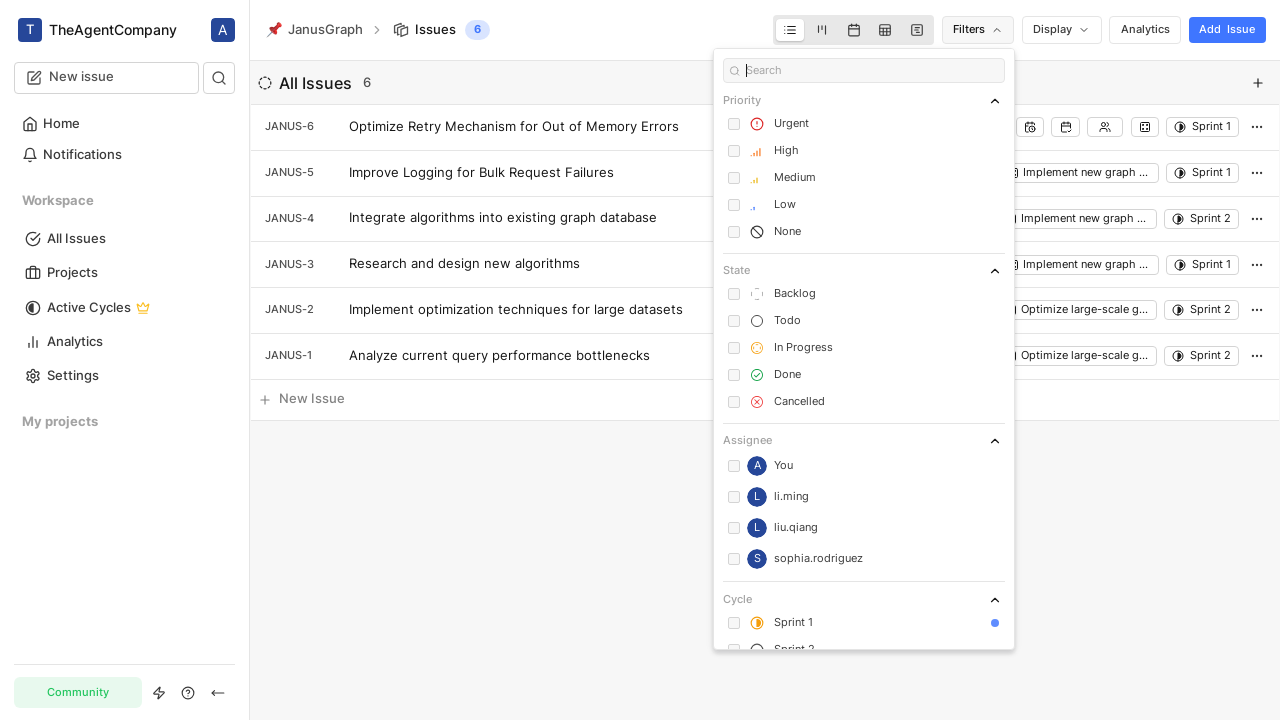 T TheAgentCompany A
New issue
Home
Notifications
Workspace
All Issues
Projects
Active Cycles
Analytics
Settings
My projects
Community
JanusGraph
Issues 6
Filters
Display
Analytics
Add Issue
All Issues 6
JANUS-6 Optimize Retry Mechanism for Out of Memory Errors Sprint 1
JANUS-5 Improve Logging for Bulk Request Failures Implement new graph ... Sprint 1
JANUS-4 Integrate algorithms into existing graph database Implement new graph ... Sprint 2
JANUS-3 Research and design new algorithms Implement new graph ... Sprint 1
JANUS-2 Implement optimization techniques for large datasets Optimize large-scale g... Sprint 2
JANUS-1 Analyze current query performance bottlenecks Optimize large-scale g... Sprint 2
New Issue
Search
Priority
Urgent
High
Medium
Low
None
State
Backlog
Todo
In Progress
Done
Cancelled
Assignee
A You
L li.ming
L liu.qiang
S sophia.rodriguez
Cycle
Sprint 1
Sprint 2